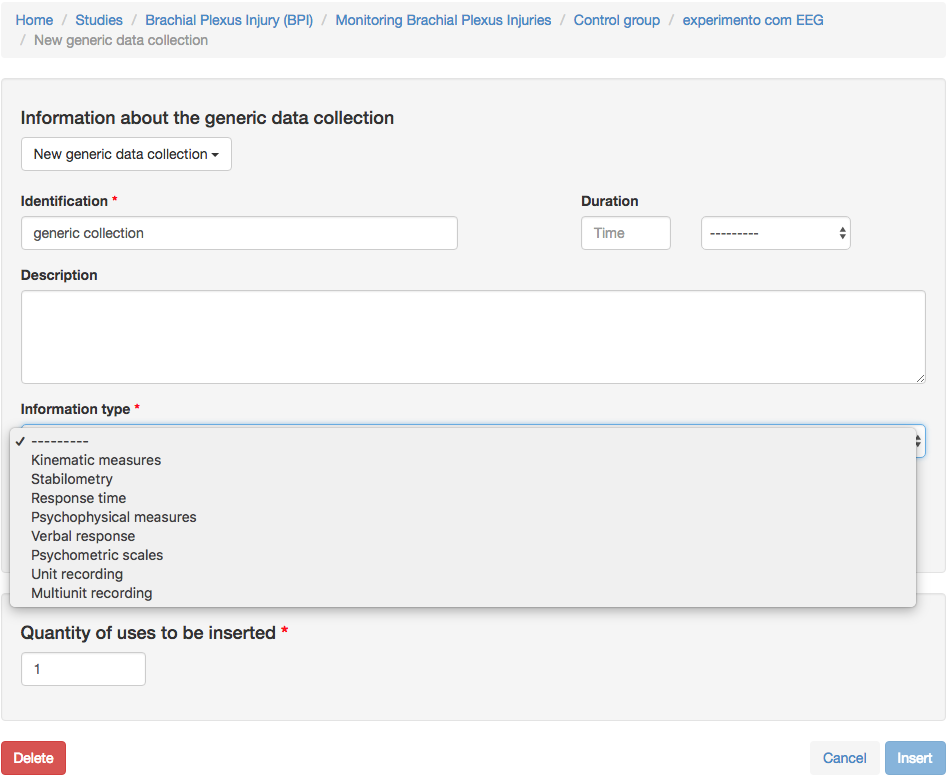 Home / Studies / Brachial Plexus Injury (BPI) / Monitoring Brachial Plexus Injuries / Control group / experimento com EEG
/ New generic data collection
Information about the generic data collection
New generic data collection
Identification *
Duration
generic collection
Time
---------
Description
Information type *
✓ ---------
Kinematic measures
Stabilometry
Response time
Psychophysical measures
Verbal response
Psychometric scales
Unit recording
Multiunit recording
Quantity of uses to be inserted *
1
Delete
Cancel
Insert